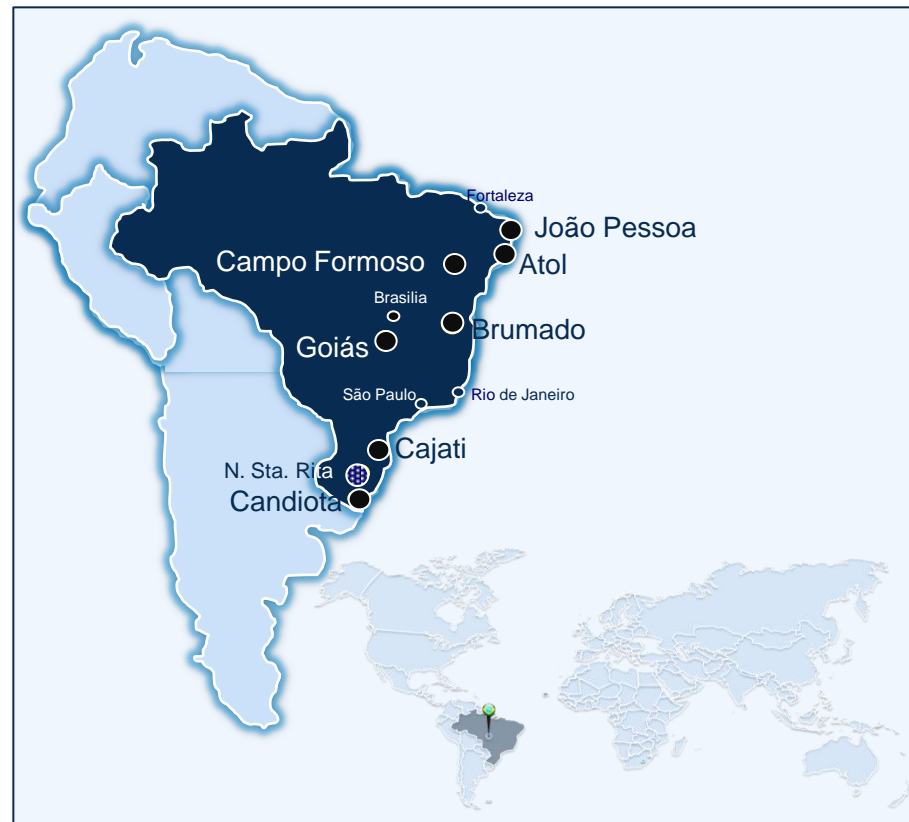 Fortaleza
João Pessoa
Atol
Campo Formoso
Brasilia
Brumado
Goiás
São Paulo
Rio de Janeiro
Cajati
N. Sta. Rita
Candiota